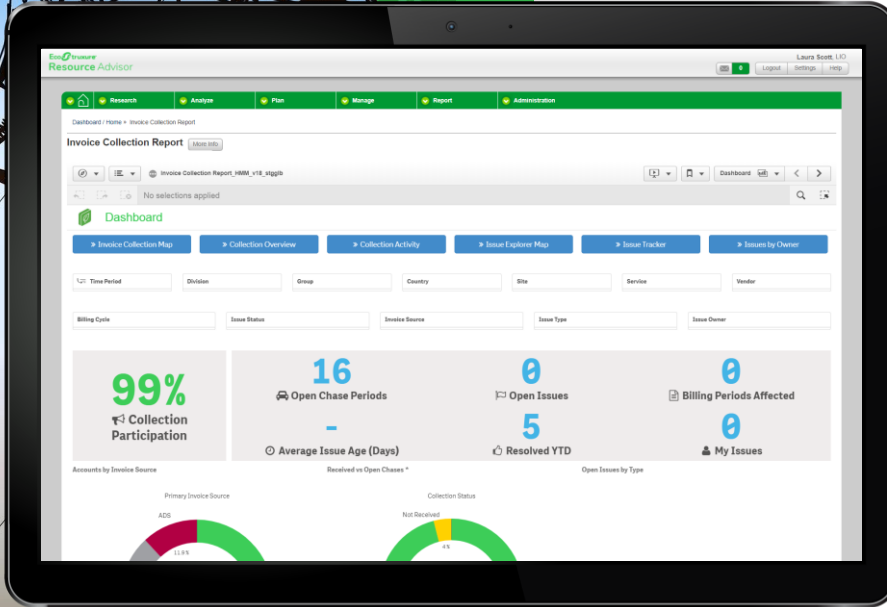 EcoStruxure
Resource Advisor
Laura Scott, LIO
0 Logout Settings Help
Research Analyze Plan Manage Report Administration
Dashboard / Home » Invoice Collection Report
Invoice Collection Report More Info
Invoice Collection Report_HMM_v18_stggib Dashboard
No selections applied
Dashboard
» Invoice Collection Map » Collection Overview » Collection Activity » Issue Explorer Map » Issue Tracker » Issues by Owner
Time Period Division Group Country Site Service Vendor
Billing Cycle Issue Status Invoice Source Issue Type Issue Owner
99%
Collection
Participation
16 0 0
Open Chase Periods Open Issues Billing Periods Affected
- 5 0
Average Issue Age (Days) Resolved YTD My Issues
Accounts by Invoice Source Received vs Open Chases * Open Issues by Type
Primary Invoice Source Collection Status
ADS Not Received
11.8% 4%